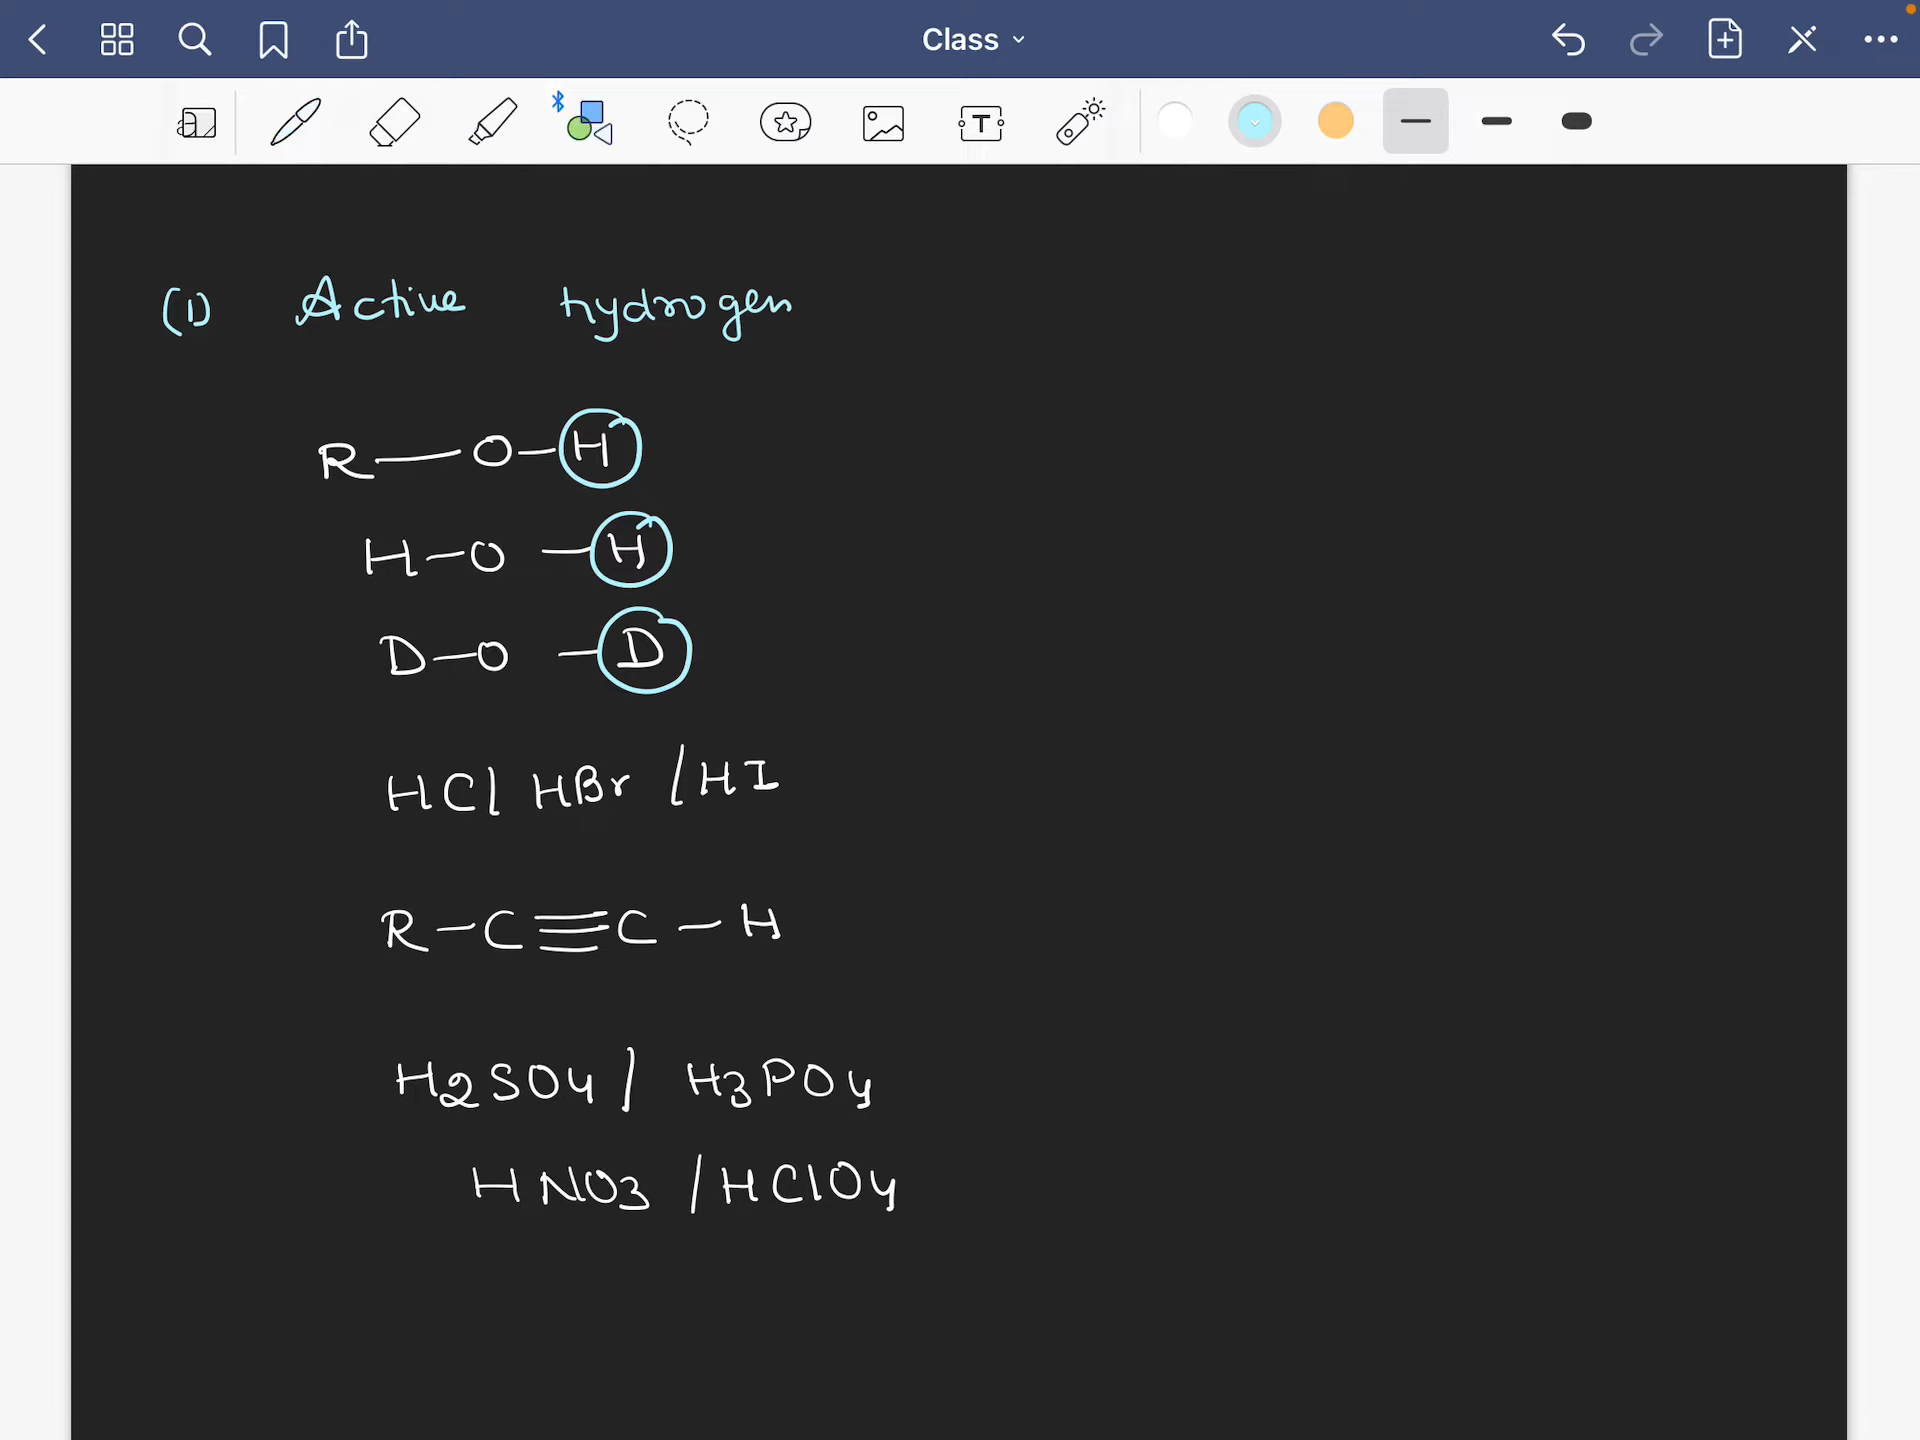 Class
T
(1) Active hydrogen
R—O—H
H—O—H
D—O—D
HCl HBr / HI
R—C≡C—H
H2SO4 / H3PO4
HNO3 / HClO4